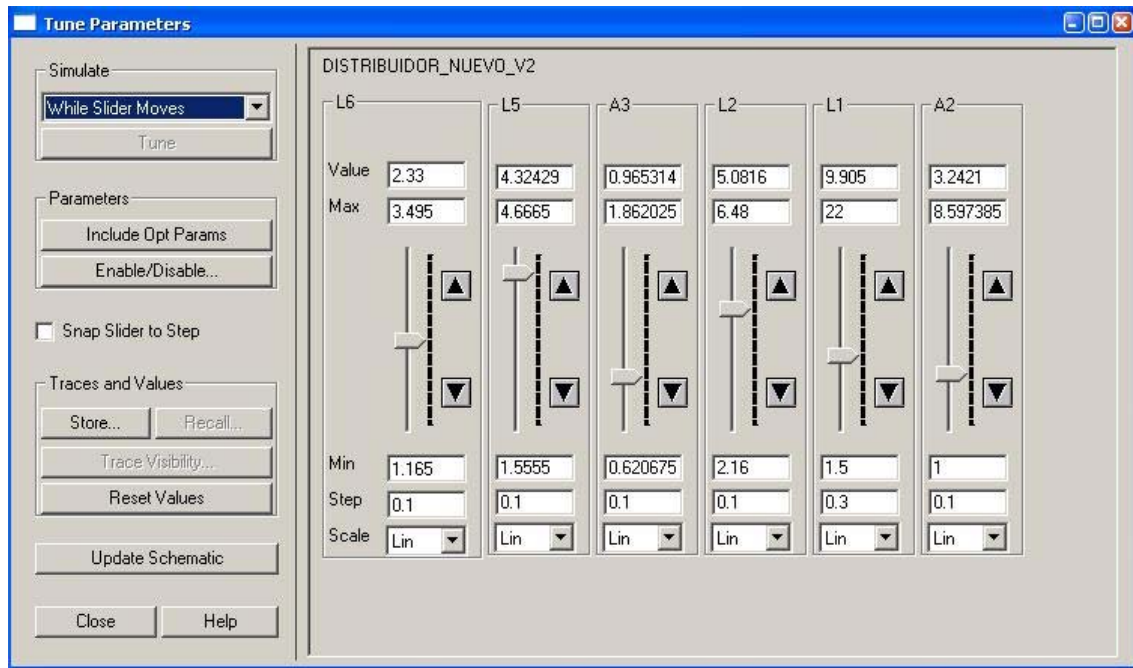 Tune Parameters
Simulate
While Slider Moves
Tune
Parameters
Include Opt Params
Enable/Disable...
Snap Slider to Step
Traces and Values
Store... Recall...
Trace Visibility...
Reset Values
Update Schematic
Close Help
DISTRIBUIDOR_NUEVO_V2
L6 L5 A3 L2 L1 A2
Value 2.33 4.32429 0.965314 5.0816 9.905 3.2421
Max 3.495 4.6665 1.862025 6.48 22 8.597385
Min 1.165 1.5555 0.620675 2.16 1.5 1
Step 0.1 0.1 0.1 0.1 0.3 0.1
Scale Lin Lin Lin Lin Lin Lin